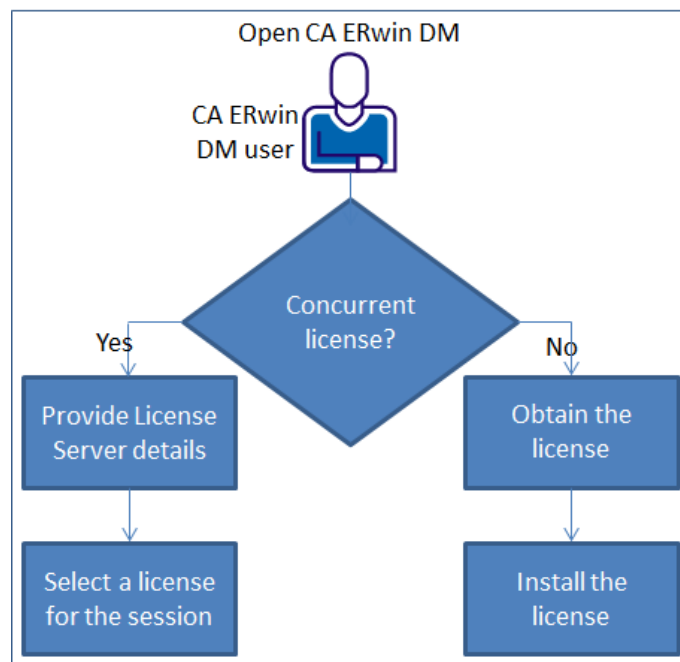 Open CA ERwin DM
CA ERwin
DM user
Concurrent
license?
Yes
No
Provide License
Server details
Obtain the
license
Select a license
for the session
Install the
license